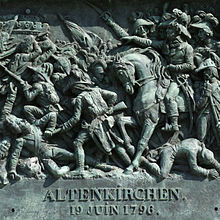 ALTENKIRCHEN.
19 JUIN 1796.